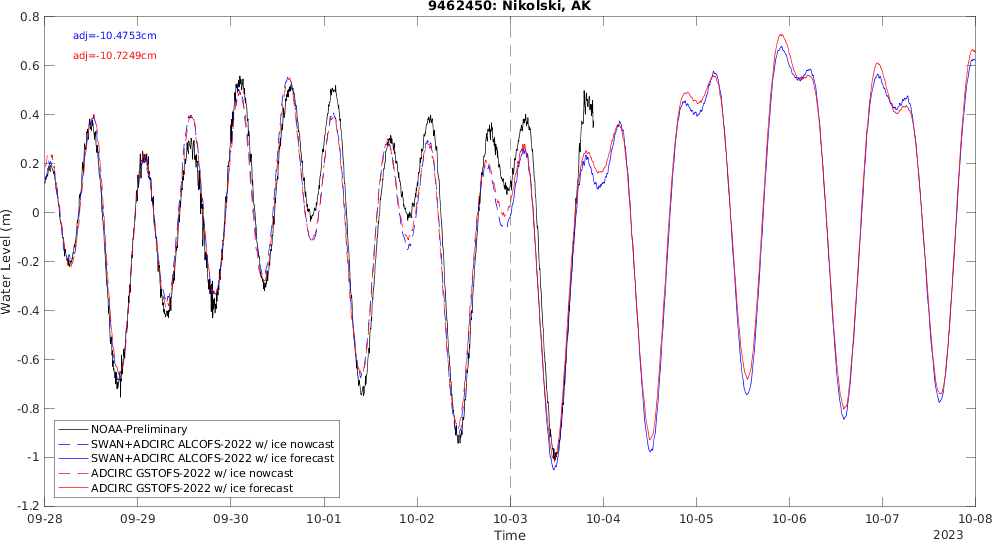 9462450: Nikolski, AK
adj=-10.4753cm
adj=-10.7249cm
0.8
0.6
0.4
0.2
0
-0.2
-0.4
-0.6
-0.8
-1
-1.2
Water Level (m)
NOAA-Preliminary
SWAN+ADCIRC ALCOFS-2022 w/ ice nowcast
SWAN+ADCIRC ALCOFS-2022 w/ ice forecast
ADCIRC GSTOFS-2022 w/ ice nowcast
ADCIRC GSTOFS-2022 w/ ice forecast
09-28 09-29 09-30 10-01 10-02 10-03 10-04 10-05 10-06 10-07 10-08
Time
2023